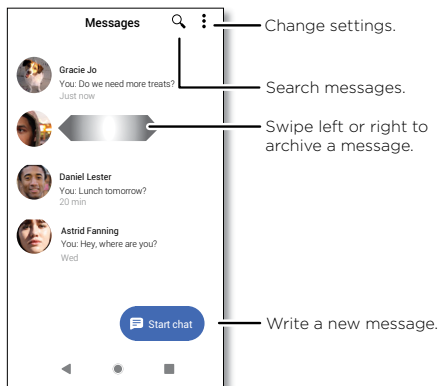 Messages
Change settings.
Gracie Jo
You: Do we need more treats?
Just now
Search messages.
Swipe left or right to
archive a message.
Daniel Lester
You: Lunch tomorrow?
20 min
Astrid Fanning
You: Hey, where are you?
Wed
Start chat
Write a new message.